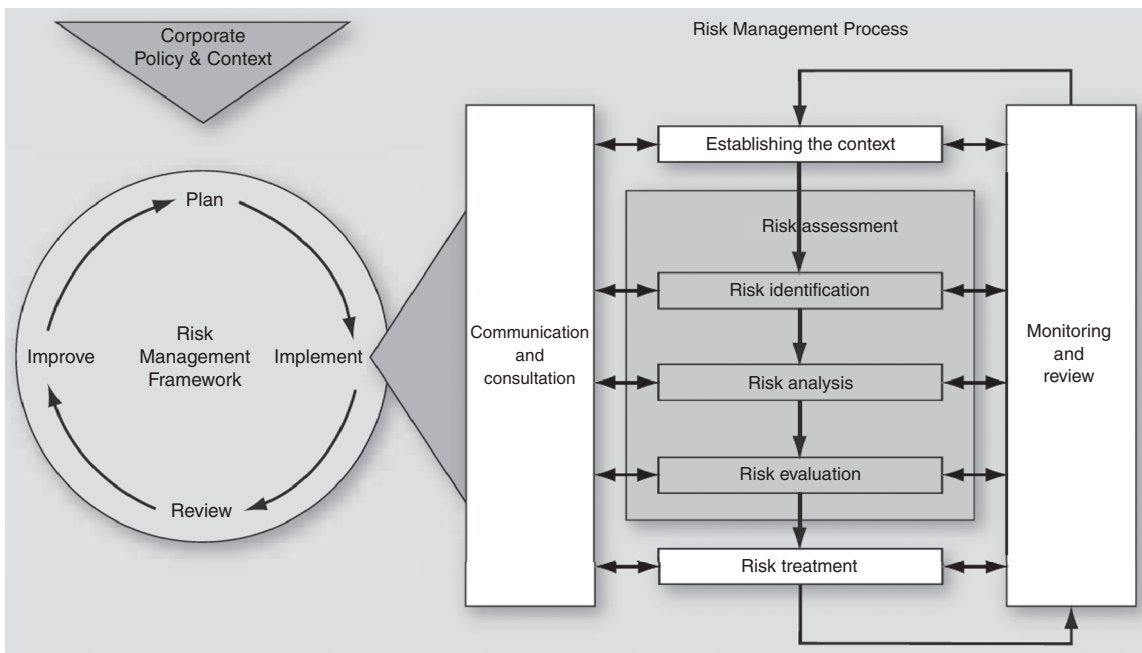 Corporate
Policy & Context
Risk Management Process
Plan
Implement
Review
Improve
Risk
Management
Framework
Communication
and
consultation
Establishing the context
Risk assessment
Risk identification
Risk analysis
Risk evaluation
Risk treatment
Monitoring
and
review